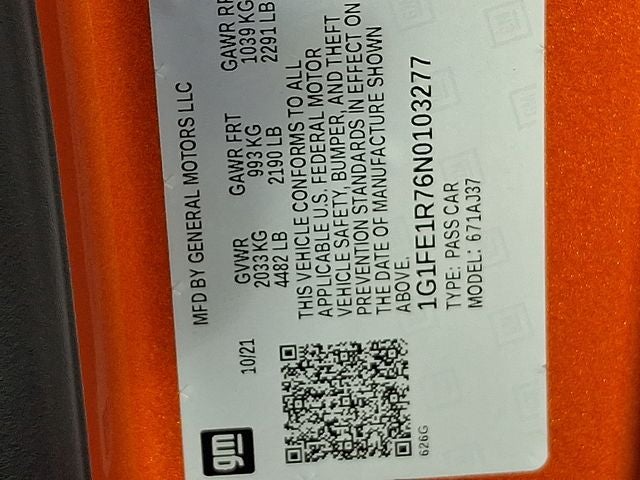 gm
10/21
MFD BY GENERAL MOTORS LLC
GVWR GAWR FRT GAWR RR
2033 KG 993 KG 1039 KG
4482 LB 2190 LB 2291 LB
THIS VEHICLE CONFORMS TO ALL
APPLICABLE U.S. FEDERAL MOTOR
VEHICLE SAFETY, BUMPER, AND THEFT
PREVENTION STANDARDS IN EFFECT ON
THE DATE OF MANUFACTURE SHOWN
ABOVE.
1G1FE1R76N0103277
TYPE: PASS CAR
MODEL: 671AJ37
626G